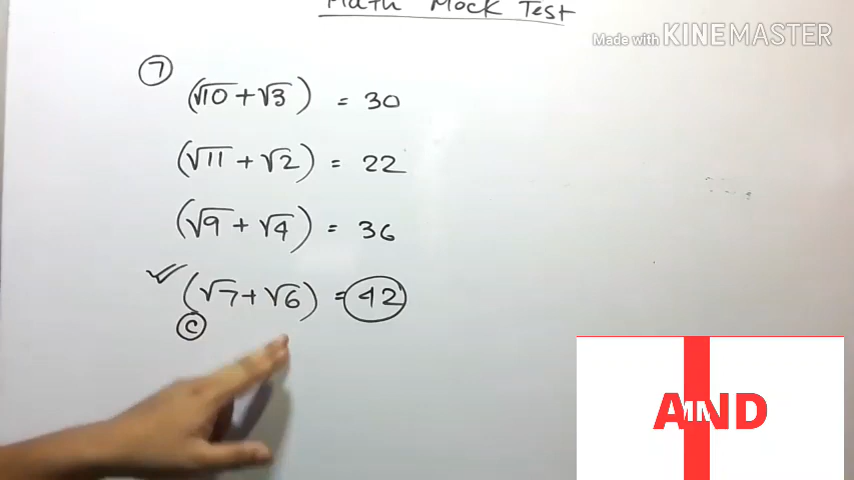 Math Mock Test
Made with KINEMASTER
7
(√10 + √3) = 30
(√11 + √2) = 22
(√9 + √4) = 36
(√7 + √6) = 42
C
AMIND